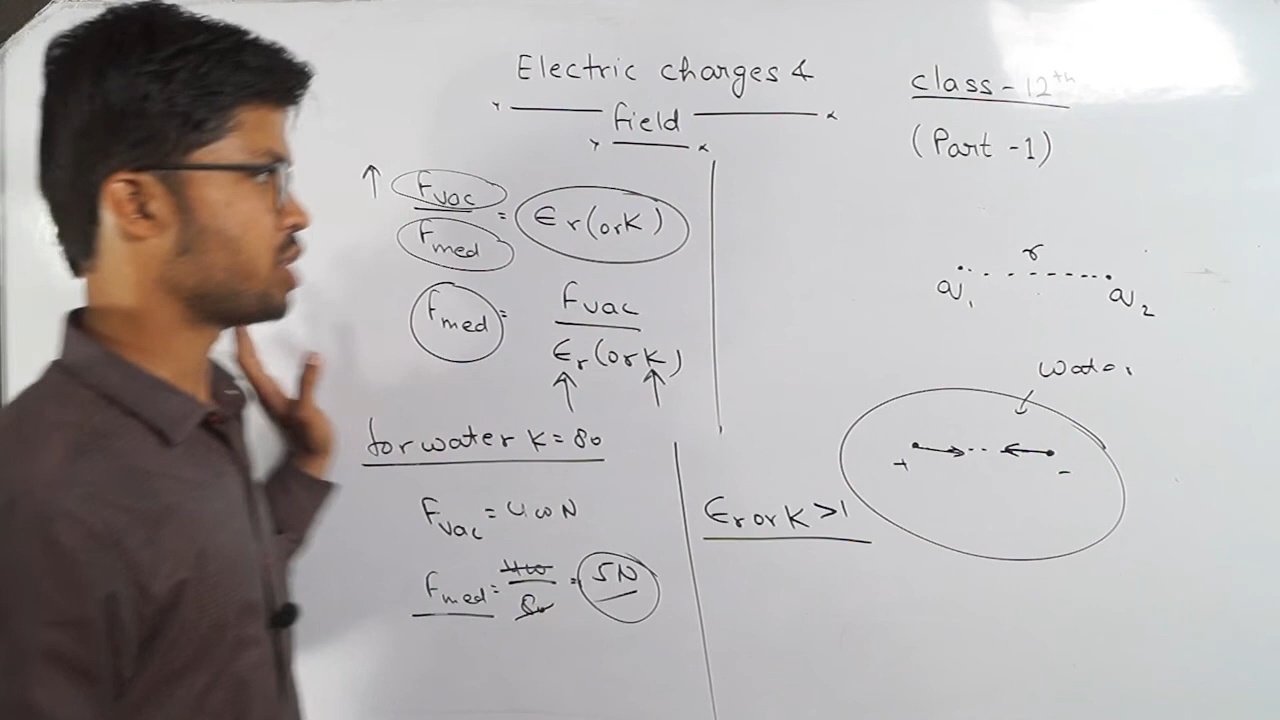 Electric charges &
field
class-12th
(Part-1)
↑ Fvac
Fmed
= ϵr(or K)
Fmed = Fvac
ϵr(or K)
for water K=80
Fvac = 400 N
Fmed = 400
80
= 5N
ϵr or K >1
r
q1
q2
water
+
-